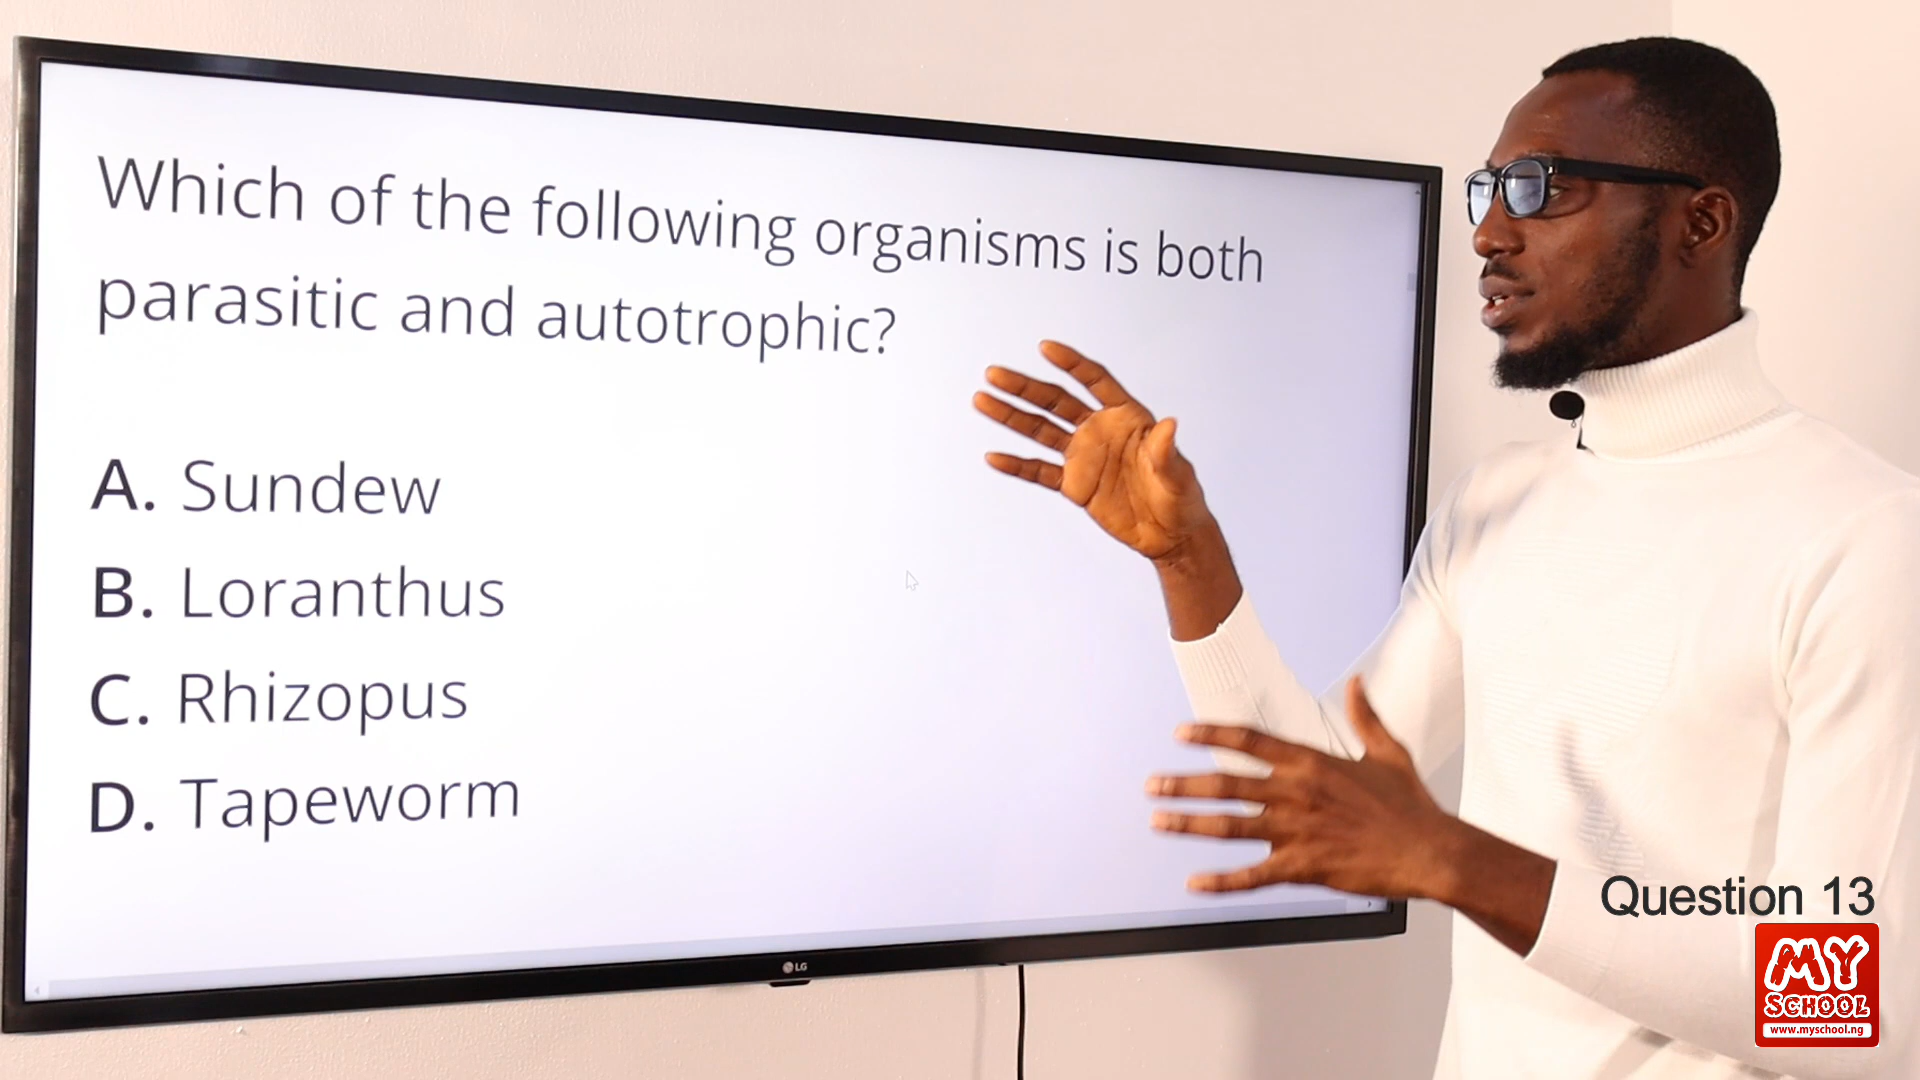 Which of the following organisms is both
parasitic and autotrophic?
A. Sundew
B. Loranthus
C. Rhizopus
D. Tapeworm
LG
Question 13
MY
SCHOOL
www.myschool.ng